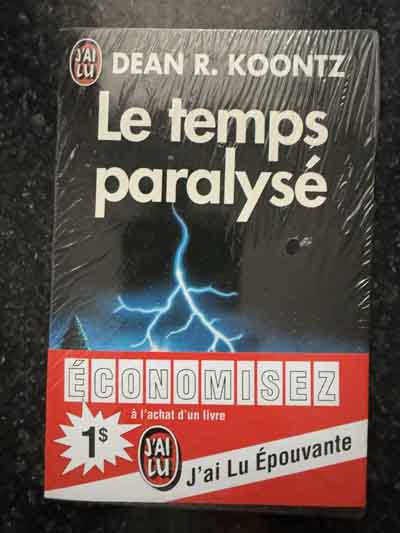 J'AI
LU
DEAN R. KOONTZ
Le temps
paralysé
ÉCONOMISEZ
à l'achat d'un livre
1$
J'AI
LU
J'ai Lu Épouvante